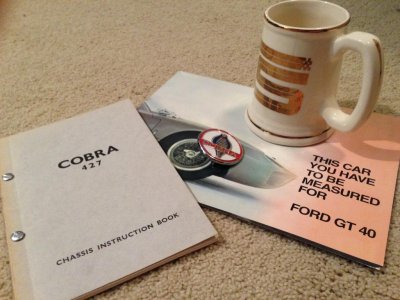 COBRA
427
CHASSIS INSTRUCTION BOOK
THIS CAR
YOU HAVE
TO BE
MEASURED
FOR
FORD GT 40